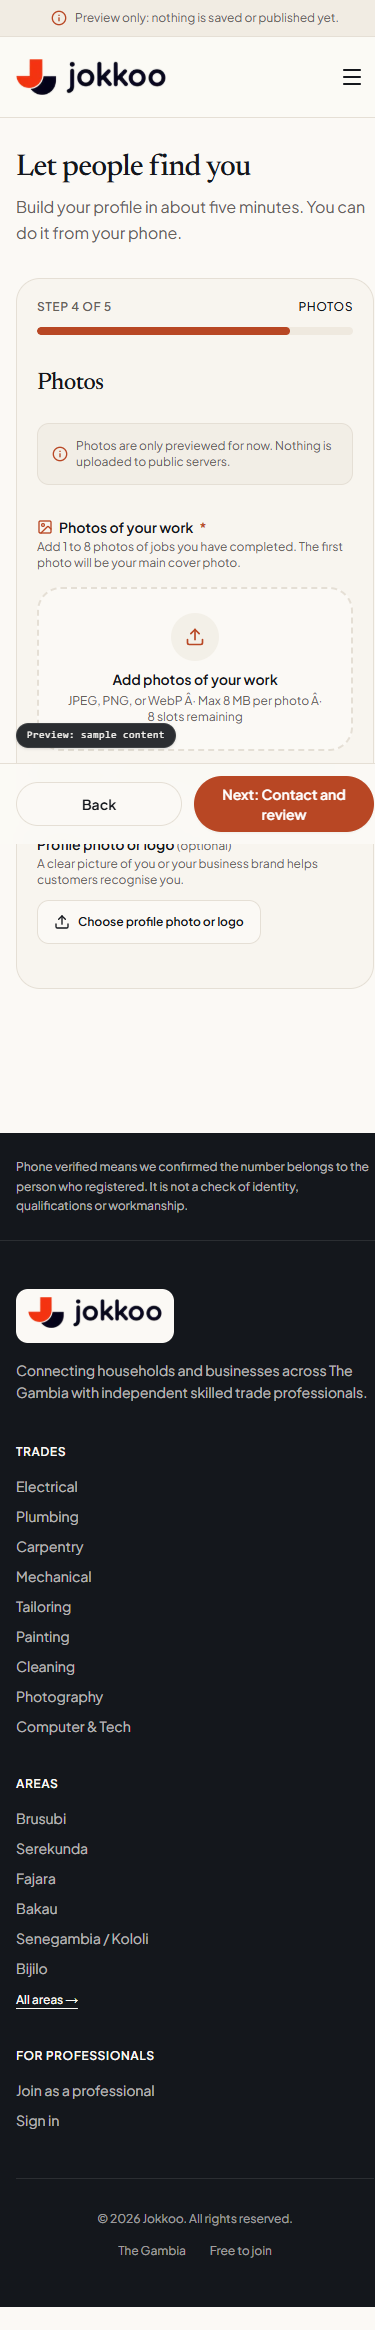 Preview only: nothing is saved or published yet.
jokkoo
Let people find you
Build your profile in about five minutes. You can
do it from your phone.
STEP 4 OF 5
PHOTOS
Photos
Photos are only previewed for now. Nothing is
uploaded to public servers.
Photos of your work *
Add 1 to 8 photos of jobs you have completed. The first
photo will be your main cover photo.
Add photos of your work
JPEG, PNG, or WebP Â· Max 8 MB per photo Â·
8 slots remaining
Preview: sample content
Back
Next: Contact and
review
Profile photo or logo (optional)
A clear picture of you or your business brand helps
customers recognise you.
Choose profile photo or logo
Phone verified means we confirmed the number belongs to the
person who registered. It is not a check of identity,
qualifications or workmanship.
jokkoo
Connecting households and businesses across The
Gambia with independent skilled trade professionals.
TRADES
Electrical
Plumbing
Carpentry
Mechanical
Tailoring
Painting
Cleaning
Photography
Computer & Tech
AREAS
Brusubi
Serekunda
Fajara
Bakau
Senegambia / Kololi
Bijilo
All areas →
FOR PROFESSIONALS
Join as a professional
Sign in
© 2026 Jokkoo. All rights reserved.
The Gambia
Free to join